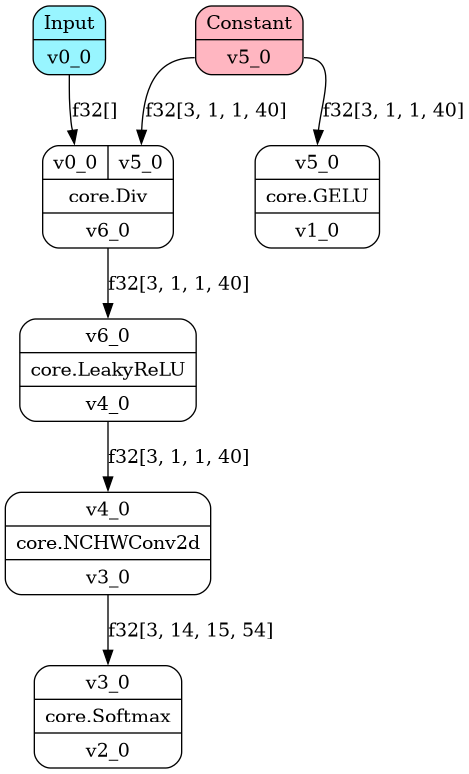 Input
v0_0
Constant
v5_0
f32[]
f32[3, 1, 1, 40]
f32[3, 1, 1, 40]
v0_0
v5_0
core.Div
v6_0
v5_0
core.GELU
v1_0
f32[3, 1, 1, 40]
v6_0
core.LeakyReLU
v4_0
f32[3, 1, 1, 40]
v4_0
core.NCHWConv2d
v3_0
f32[3, 14, 15, 54]
v3_0
core.Softmax
v2_0